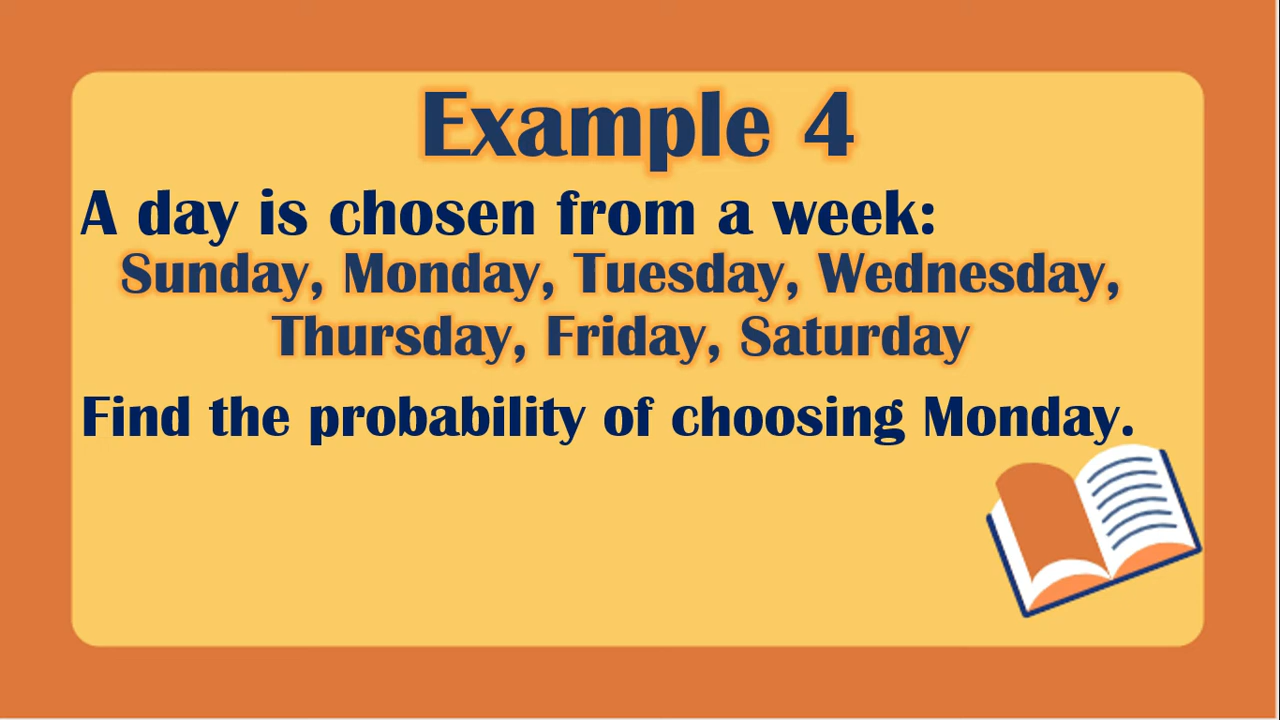 Example 4
A day is chosen from a week:
Sunday, Monday, Tuesday, Wednesday,
Thursday, Friday, Saturday
Find the probability of choosing Monday.